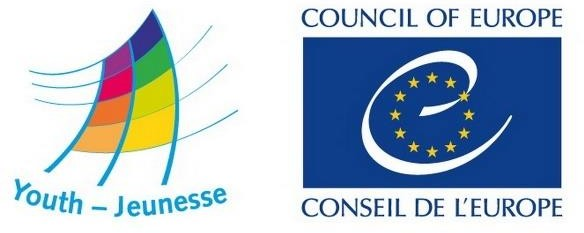 Youth – Jeunesse
COUNCIL OF EUROPE
CONSEIL DE L'EUROPE